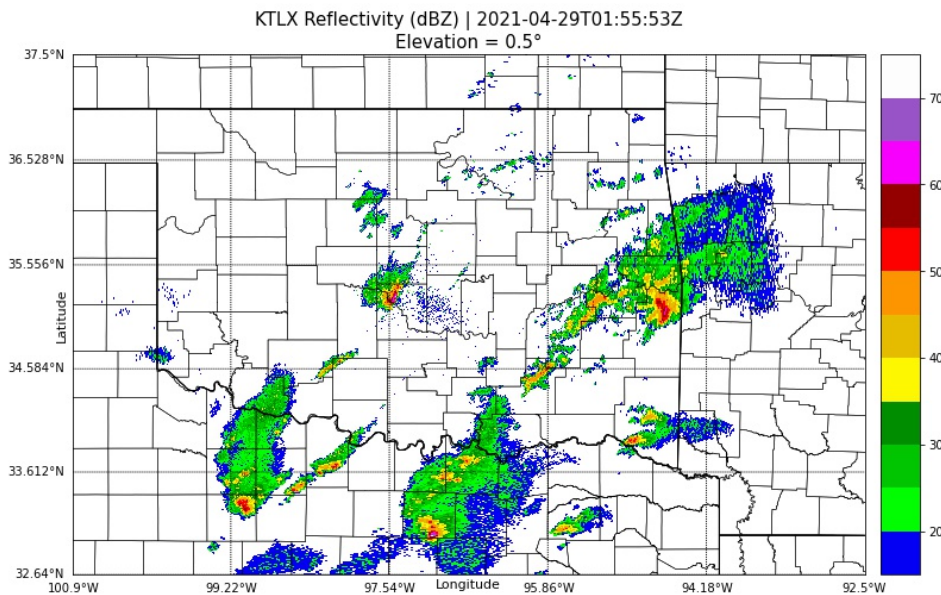 KTLX Reflectivity (dBZ) | 2021-04-29T01:55:53Z
Elevation = 0.5°
37.5°N
36.528°N
35.556°N
34.584°N
33.612°N
32.64°N
Latitude
100.9°W 99.22°W 97.54°W 95.86°W 94.18°W 92.5°W
Longitude
70
60
50
40
30
20